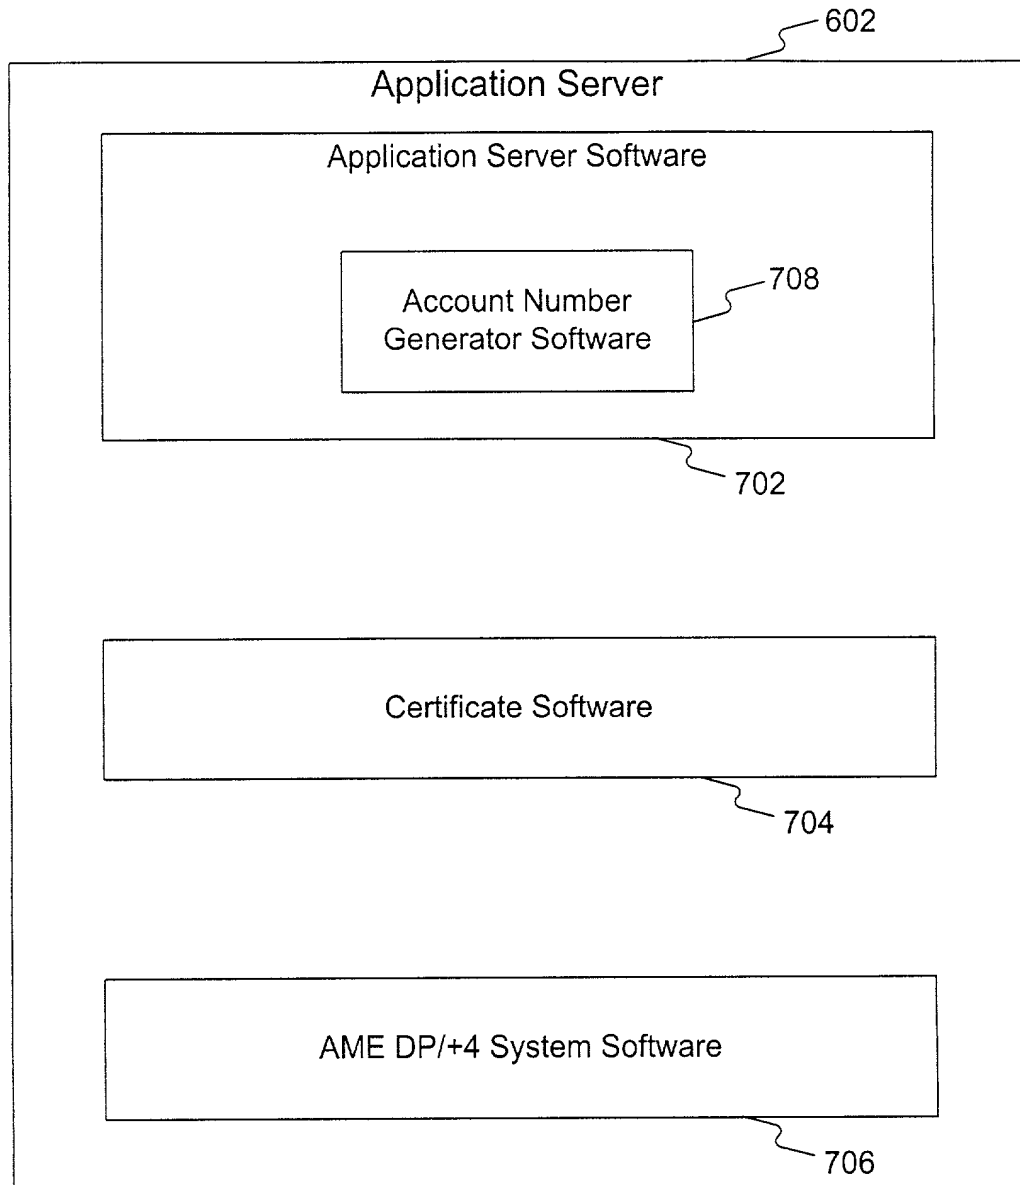 602
Application Server
Application Server Software
Account Number
Generator Software
708
702
Certificate Software
704
AME DP/+4 System Software
706